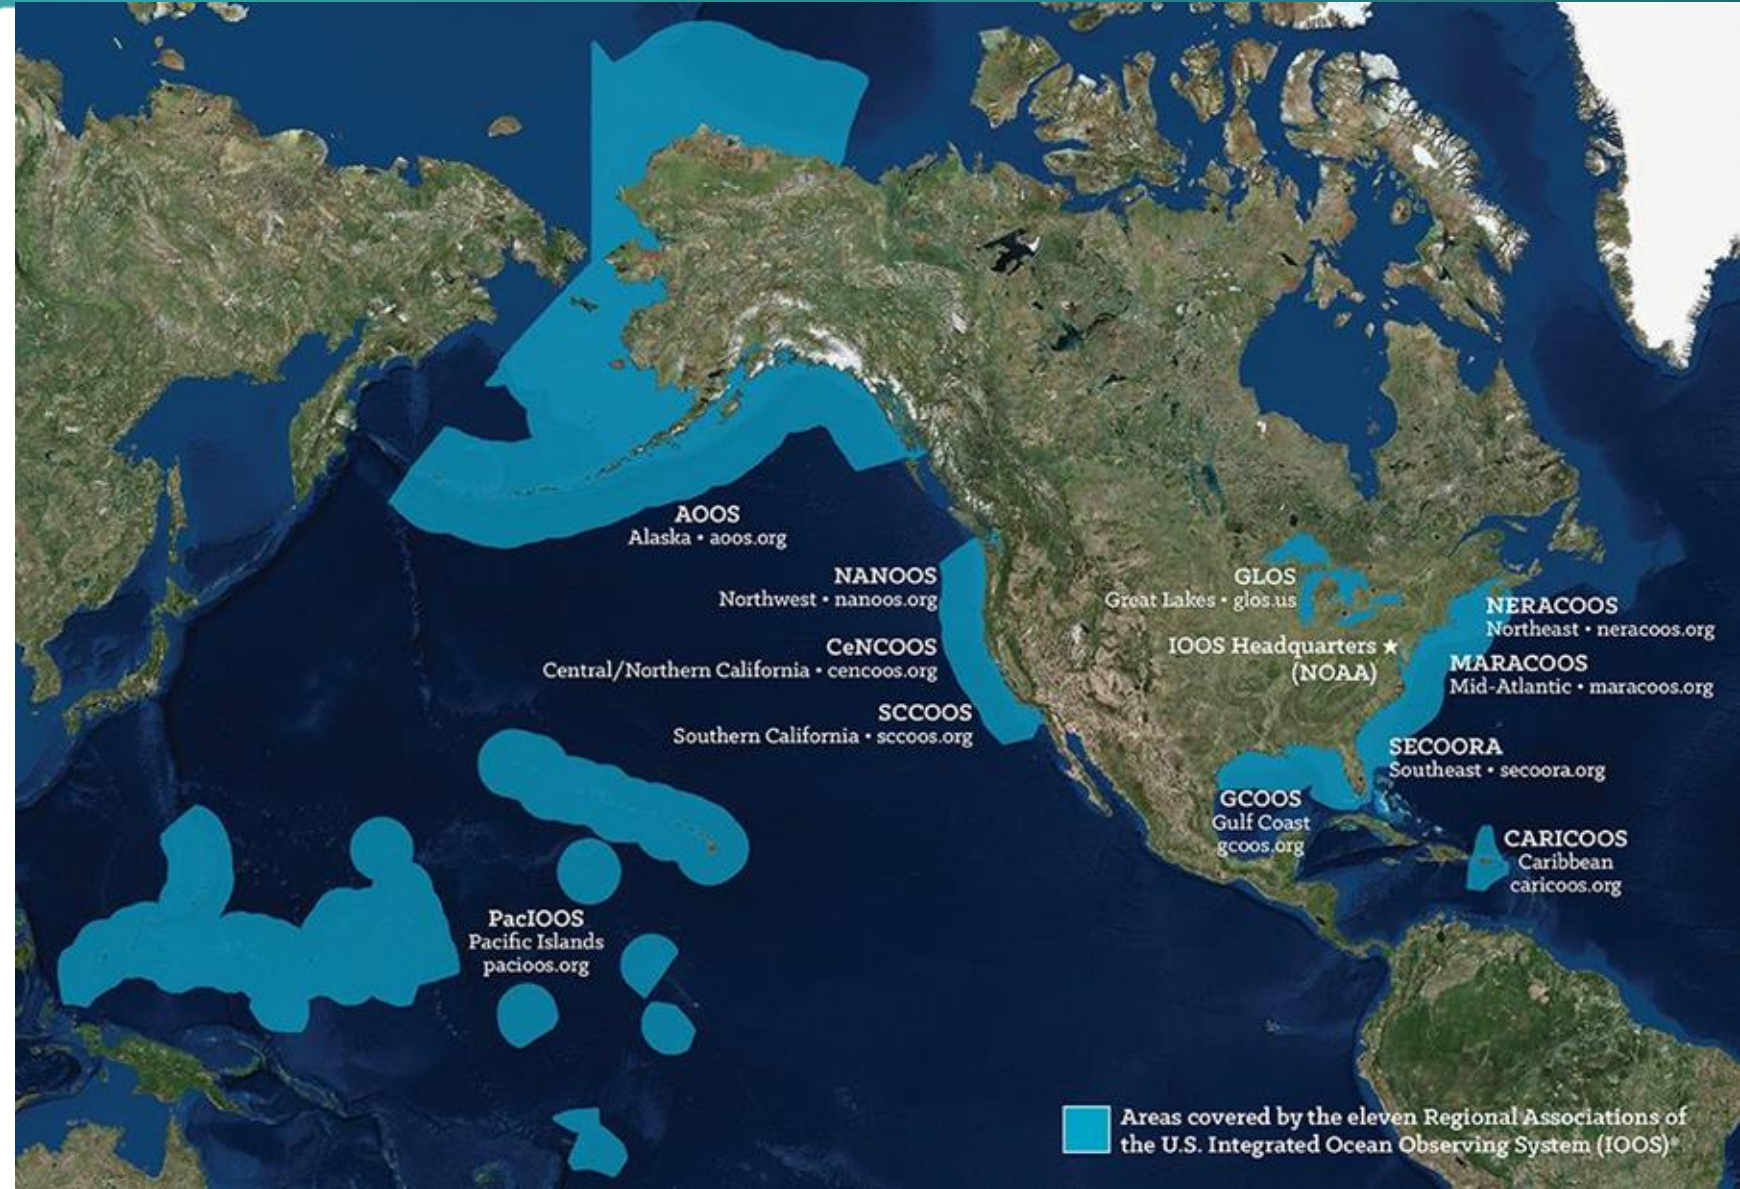 AOOS
Alaska • aoos.org
NANOOS
Northwest • nanoos.org
CeNCOOS
Central/Northern California • cencoos.org
SCCOOS
Southern California • sccoos.org
GLOS
Great Lakes • glos.us
IOOS Headquarters ★
(NOAA)
NERACOOS
Northeast • neracoos.org
MARACOOS
Mid-Atlantic • maracoos.org
SECOORA
Southeast • secoora.org
GCOOS
Gulf Coast
gcoos.org
CARICOOS
Caribbean
caricoos.org
PacIOOS
Pacific Islands
pacioos.org
Areas covered by the eleven Regional Associations of
the U.S. Integrated Ocean Observing System (IOOS)®